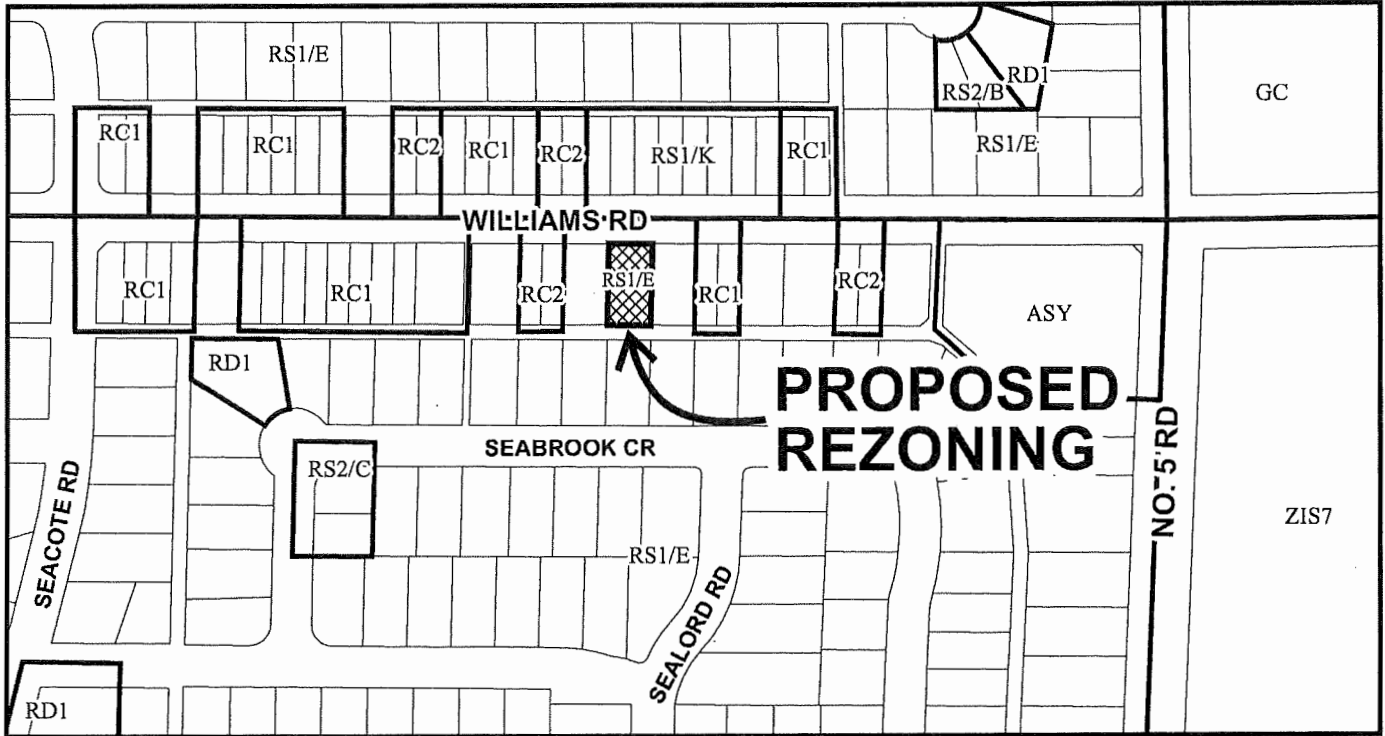 RS1/E
RS2/B
RD1
GC
RC1
RC1
RC2
RC1
RC2
RS1/K
RC1
RS1/E
WILLIAMS RD
RC1
RC1
RC2
RS1/E
RC1
RC2
ASY
RD1
PROPOSED
REZONING
SEABROOK CR
RS2/C
SEACOTE RD
RS1/E
SEALORD RD
NO. 5 RD
ZIS7
RD1